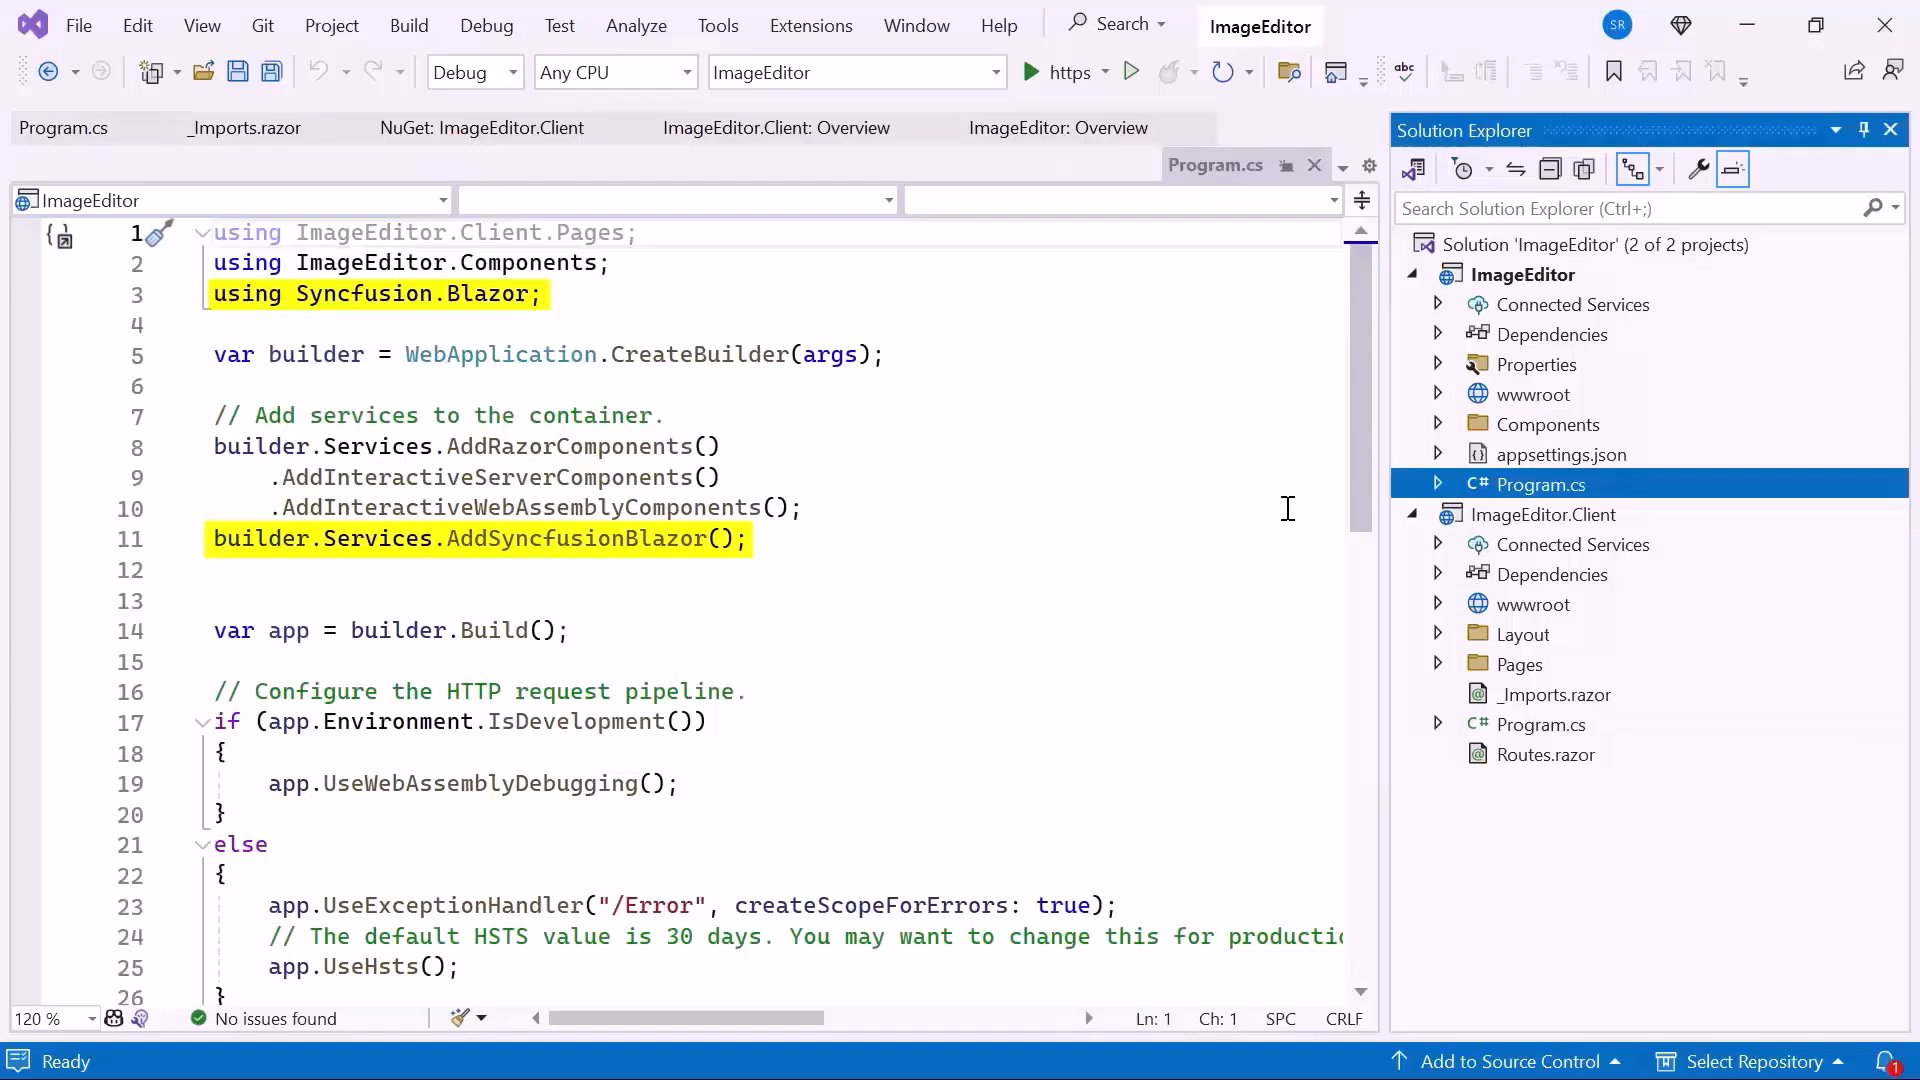 File Edit View Git Project Build Debug Test Analyze Tools Extensions Window Help Search ImageEditor SR
Debug Any CPU ImageEditor https abc
Program.cs _Imports.razor NuGet: ImageEditor.Client ImageEditor.Client: Overview ImageEditor: Overview
Program.cs
ImageEditor
1 using ImageEditor.Client.Pages;
2 using ImageEditor.Components;
3 using Syncfusion.Blazor;
4
5 var builder = WebApplication.CreateBuilder(args);
6
7 // Add services to the container.
8 builder.Services.AddRazorComponents()
9 .AddInteractiveServerComponents()
10 .AddInteractiveWebAssemblyComponents();
11 builder.Services.AddSyncfusionBlazor();
12
13
14 var app = builder.Build();
15
16 // Configure the HTTP request pipeline.
17 if (app.Environment.IsDevelopment())
18 {
19 app.UseWebAssemblyDebugging();
20 }
21 else
22 {
23 app.UseExceptionHandler("/Error", createScopeForErrors: true);
24 // The default HSTS value is 30 days. You may want to change this for productio
25 app.UseHsts();
26 }
120 % No issues found Ln: 1 Ch: 1 SPC CRLF
Solution Explorer
Search Solution Explorer (Ctrl+;)
Solution 'ImageEditor' (2 of 2 projects)
ImageEditor
Connected Services
Dependencies
Properties
wwwroot
Components
appsettings.json
C# Program.cs
ImageEditor.Client
Connected Services
Dependencies
wwwroot
Layout
Pages
_Imports.razor
C# Program.cs
Routes.razor
Ready Add to Source Control Select Repository 1